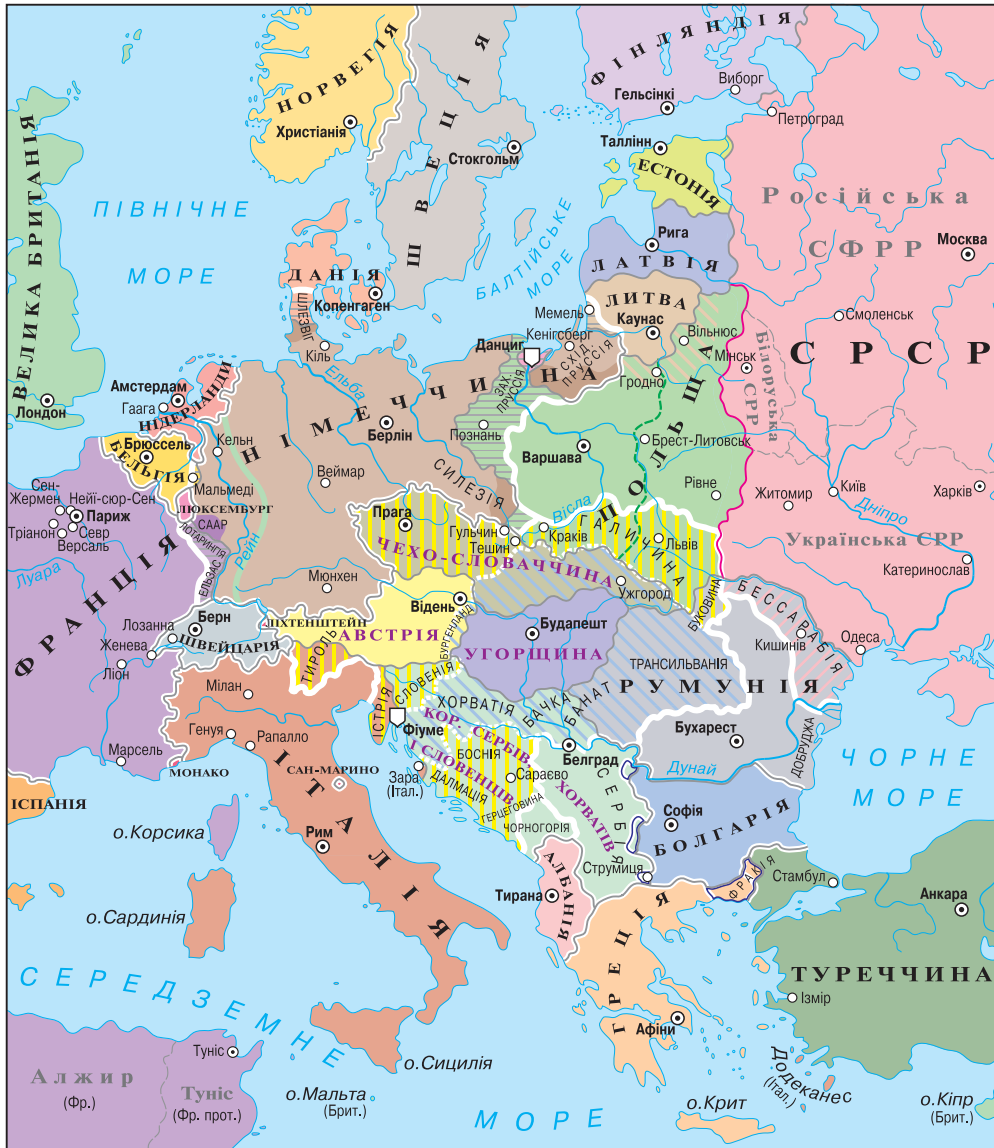 НОРВЕГІЯ
Християнія
ШВЕЦІЯ
Стокгольм
ФІНЛЯНДІЯ
Гельсінкі
Виборг
Петроград
Таллінн
ЕСТОНІЯ
Російська
СФРР
Москва
ПІВНІЧНЕ
МОРЕ
ВЕЛИКА БРИТАНІЯ
Лондон
ДАНІЯ
Копенгаген
ШЛЕЗВІГ
Кіль
БАЛТІЙСЬКЕ
МОРЕ
Рига
ЛАТВІЯ
ЛИТВА
Мемель
Каунас
Кенігсберг
СХІД.
ПРУССІЯ
Данциг
ЗАХ.
ПРУССІЯ
Вільнюс
Мінськ
Гродно
Смоленськ
СРСР
Білоруська
СРР
Амстердам
Гаага
НІДЕРЛАНДИ
Брюссель
БЕЛЬГІЯ
Кельн
Мальмеді
ЛЮКСЕМБУРГ
СААР
ЛОТАРИНГІЯ
ЕЛЬЗАС
Рейн
НІМЕЧЧИНА
Ельба
Берлін
Веймар
Мюнхен
СИЛЕЗІЯ
Познань
Варшава
ПОЛЬЩА
Брест-Литовськ
Рівне
Вісла
Житомир
Київ
Дніпро
Харків
Українська СРР
Катеринослав
Сен-
Жермен
Нейї-сюр-Сен
Париж
Тріанон
Севр
Версаль
Луара
ФРАНЦІЯ
Прага
Гульчин
Тешин
Краків
ГАЛИЧИНА
Львів
ЧЕХО-СЛОВАЧЧИНА
Ужгород
БУКОВИНА
БЕССАРАБІЯ
Кишинів
Одеса
Лозанна
Берн
ШВЕЙЦАРІЯ
Женева
Ліон
ЛІХТЕНШТЕЙН
АВСТРІЯ
Відень
БУРГЕНЛАНД
ТИРОЛЬ
Будапешт
УГОРЩИНА
ТРАНСИЛЬВАНІЯ
РУМУНІЯ
Бухарест
ДОБРУДЖА
Дунай
Мілан
Генуя
Рапалло
Марсель
МОНАКО
САН-МАРИНО
ІСТРІЯ
СЛОВЕНІЯ
ХОРВАТІЯ
БАЧКА
БАНАТ
Фіуме
КОР. СЕРБІВ,
ХОРВАТІВ
І СЛОВЕНЦІВ
Белград
БОСНІЯ
Сараєво
Зара
(Італ.)
ДАЛМАЦІЯ
ГЕРЦЕГОВИНА
ЧОРНОГОРІЯ
СЕРБІЯ
Струмиця
Софія
БОЛГАРІЯ
ЧОРНЕ
МОРЕ
ІСПАНІЯ
о.Корсика
Рим
ІТАЛІЯ
о.Сардинія
Тирана
АЛБАНІЯ
ГРЕЦІЯ
Афіни
ФРАКІЯ
Стамбул
Анкара
ТУРЕЧЧИНА
Ізмір
СЕРЕДЗЕМНЕ
МОРЕ
Алжир
(Фр.)
Туніс
Туніс
(Фр. прот.)
о.Сицилія
о.Мальта
(Брит.)
о.Крит
Додеканес
(Італ.)
о.Кіпр
(Брит.)